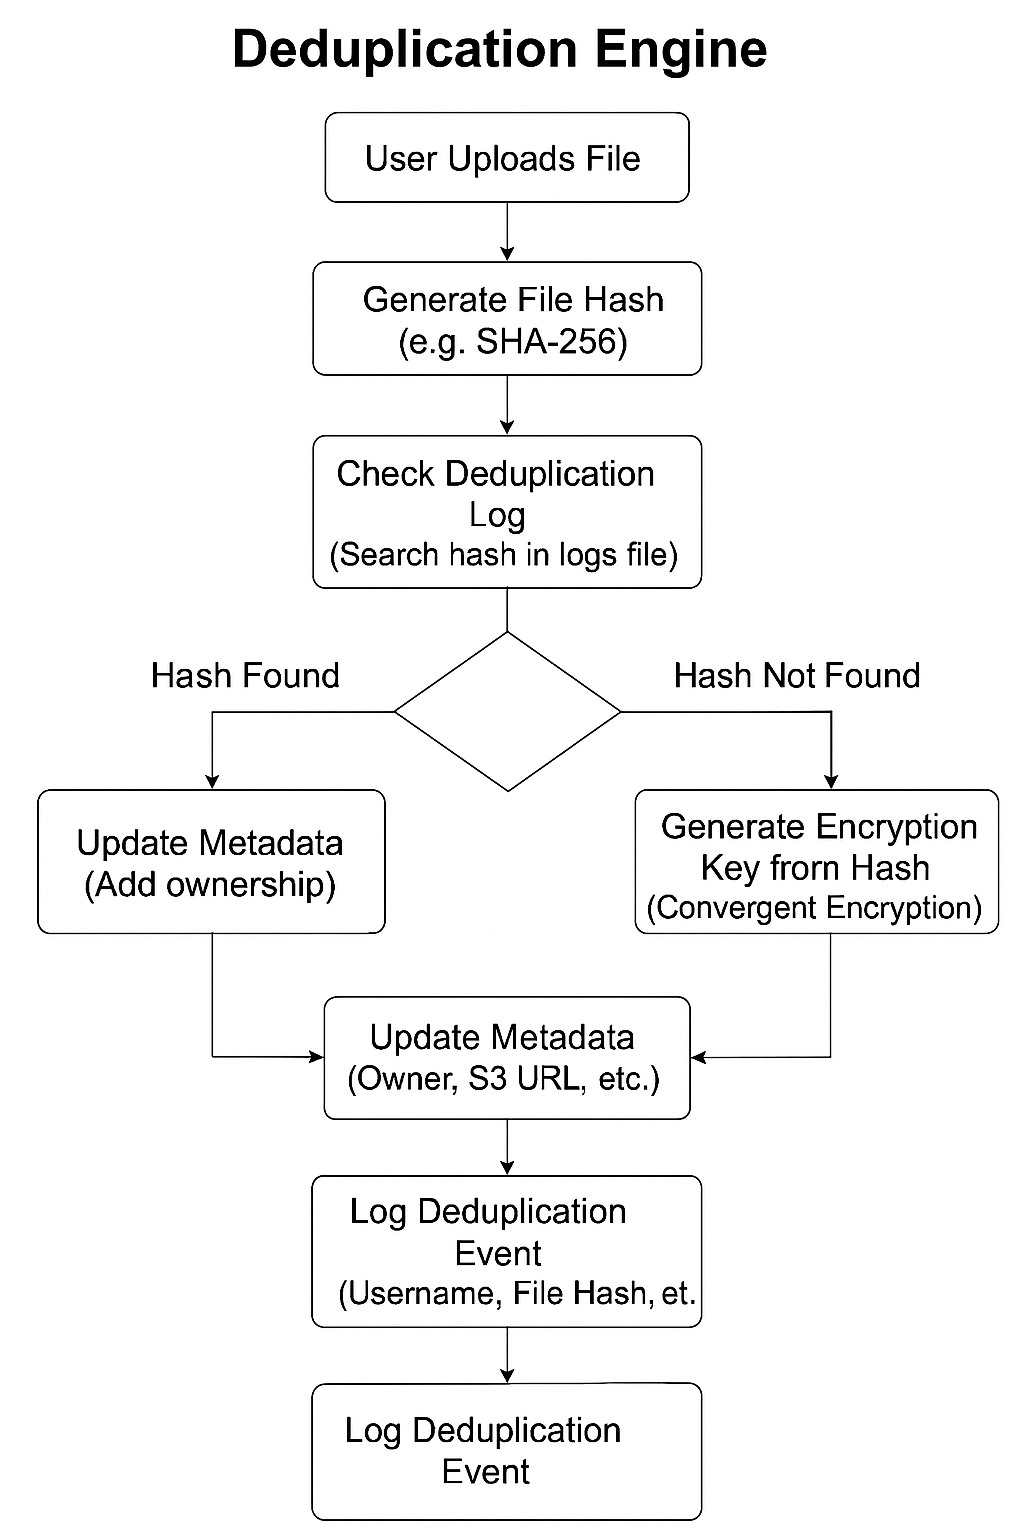 Deduplication Engine
User Uploads File
Generate File Hash
(e.g. SHA-256)
Check Deduplication
Log
(Search hash in logs file)
Hash Found
Hash Not Found
Update Metadata
(Add ownership)
Generate Encryption
Key from Hash
(Convergent Encryption)
Update Metadata
(Owner, S3 URL, etc.)
Log Deduplication
Event
(Username, File Hash, et.
Log Deduplication
Event